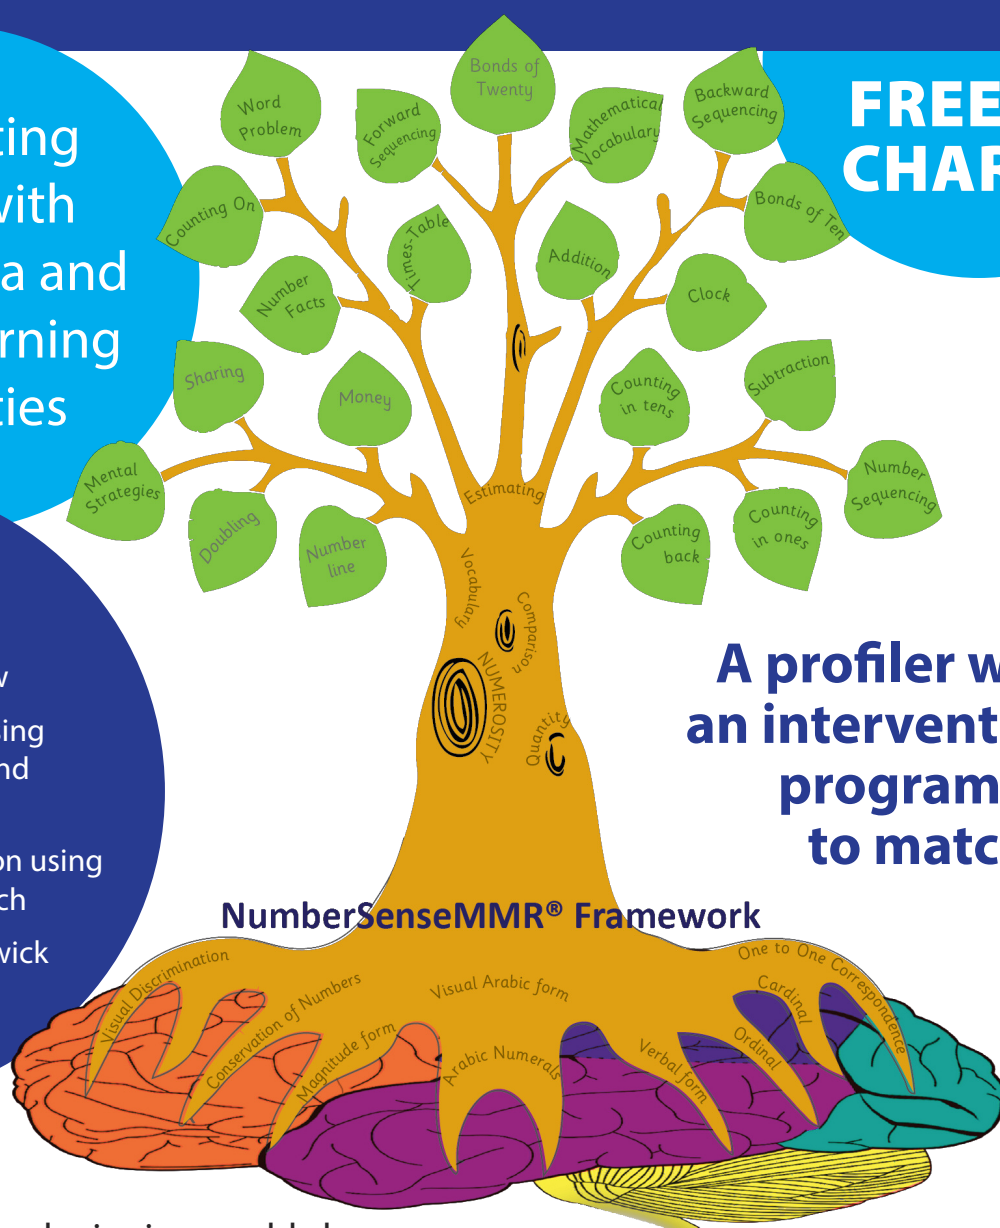 ting
with
a and
rning
ties
FREE
CHAR
Bonds of
Twenty
Word
Problem
Forward
Sequencing
Mathematical
Vocabulary
Backward
Sequencing
Counting On
Times-Table
Addition
Bonds of Ten
Number
Facts
Clock
Sharing
Money
Counting
in tens
Subtraction
Mental
Strategies
Doubling
Number
line
Counting
back
Counting
in ones
Number
Sequencing
Estimating
Vocabulary
Comparison
NUMEROSITY
Quantity
w
sing
nd
on using
ch
wick
A profiler w
an intervent
program
to matc
NumberSenseMMR® Framework
Visual Discrimination
Conservation of Numbers
Magnitude form
Visual Arabic form
Arabic Numerals
Verbal form
Ordinal
Cardinal
One to One Correspondence